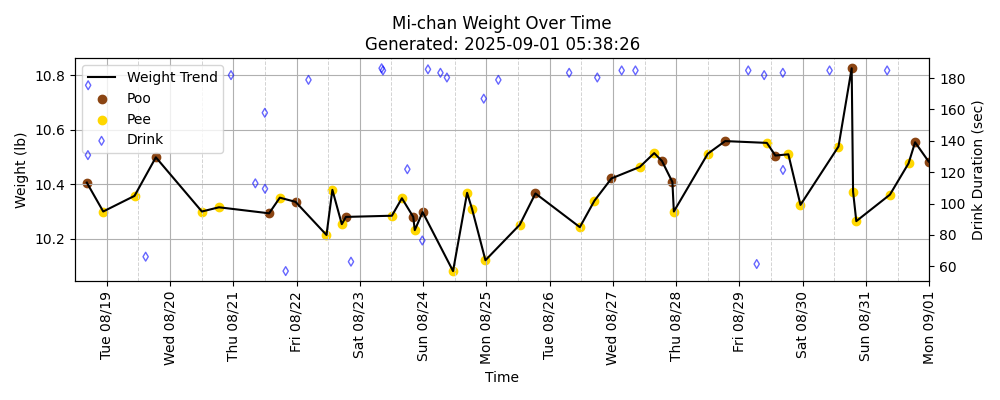 Mi-chan Weight Over Time
Generated: 2025-09-01 05:38:26
Weight (lb)
10.8
10.6
10.4
10.2
Weight Trend
Poo
Pee
Drink
180
160
140
120
100
80
60
Drink Duration (sec)
Tue 08/19
Wed 08/20
Thu 08/21
Fri 08/22
Sat 08/23
Sun 08/24
Mon 08/25
Tue 08/26
Wed 08/27
Thu 08/28
Fri 08/29
Sat 08/30
Sun 08/31
Mon 09/01
Time